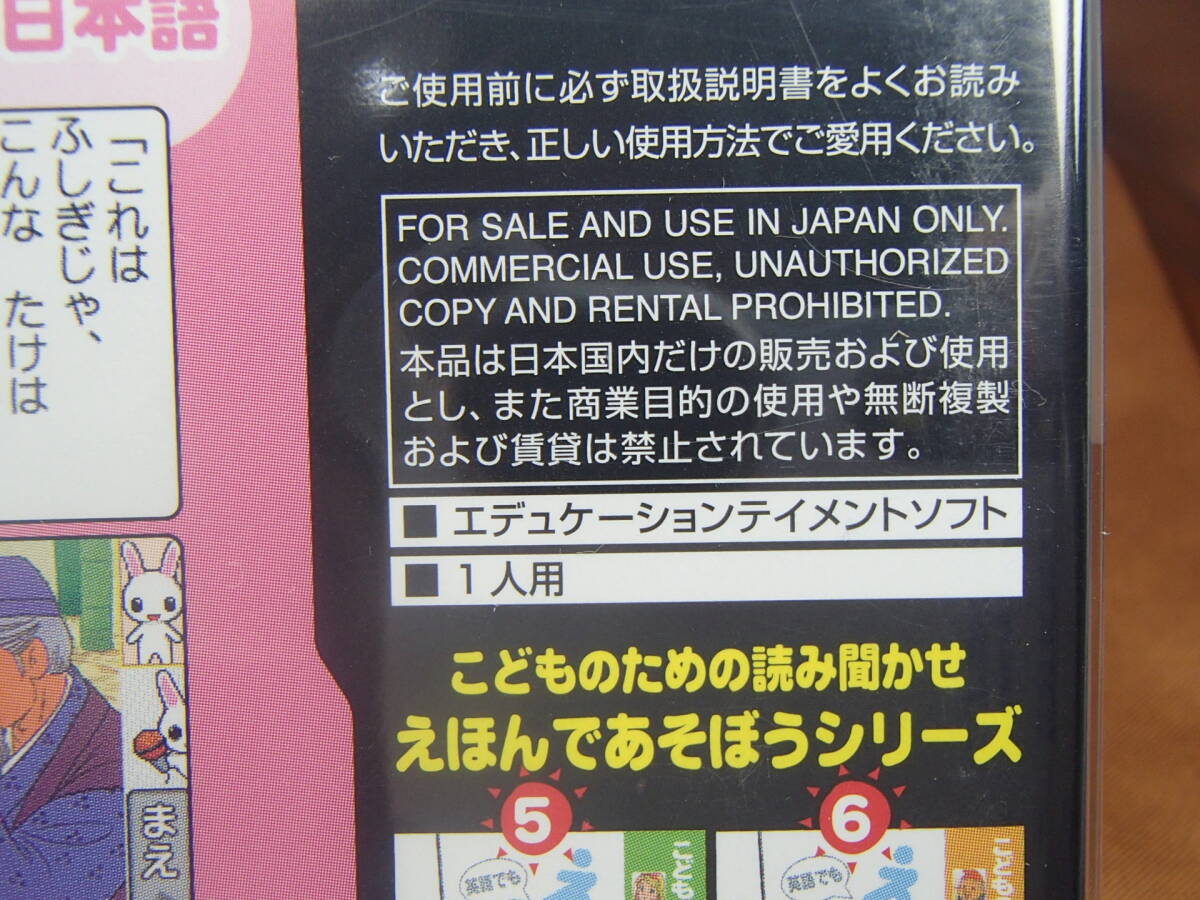 日本語
「これは
ふしぎじゃ、
こんな たけは
まえ
ご使用前に必ず取扱説明書をよくお読み
いただき、正しい使用方法でご愛用ください。
FOR SALE AND USE IN JAPAN ONLY.
COMMERCIAL USE, UNAUTHORIZED
COPY AND RENTAL PROHIBITED.
本品は日本国内だけの販売および使用
とし、また商業目的の使用や無断複製
および賃貸は禁止されています。
■ エデュケーションテイメントソフト
■ 1人用
こどものための読み聞かせ
えほんであそぼうシリーズ
5
6
英語でも
え
こども
英語でも
え
こども